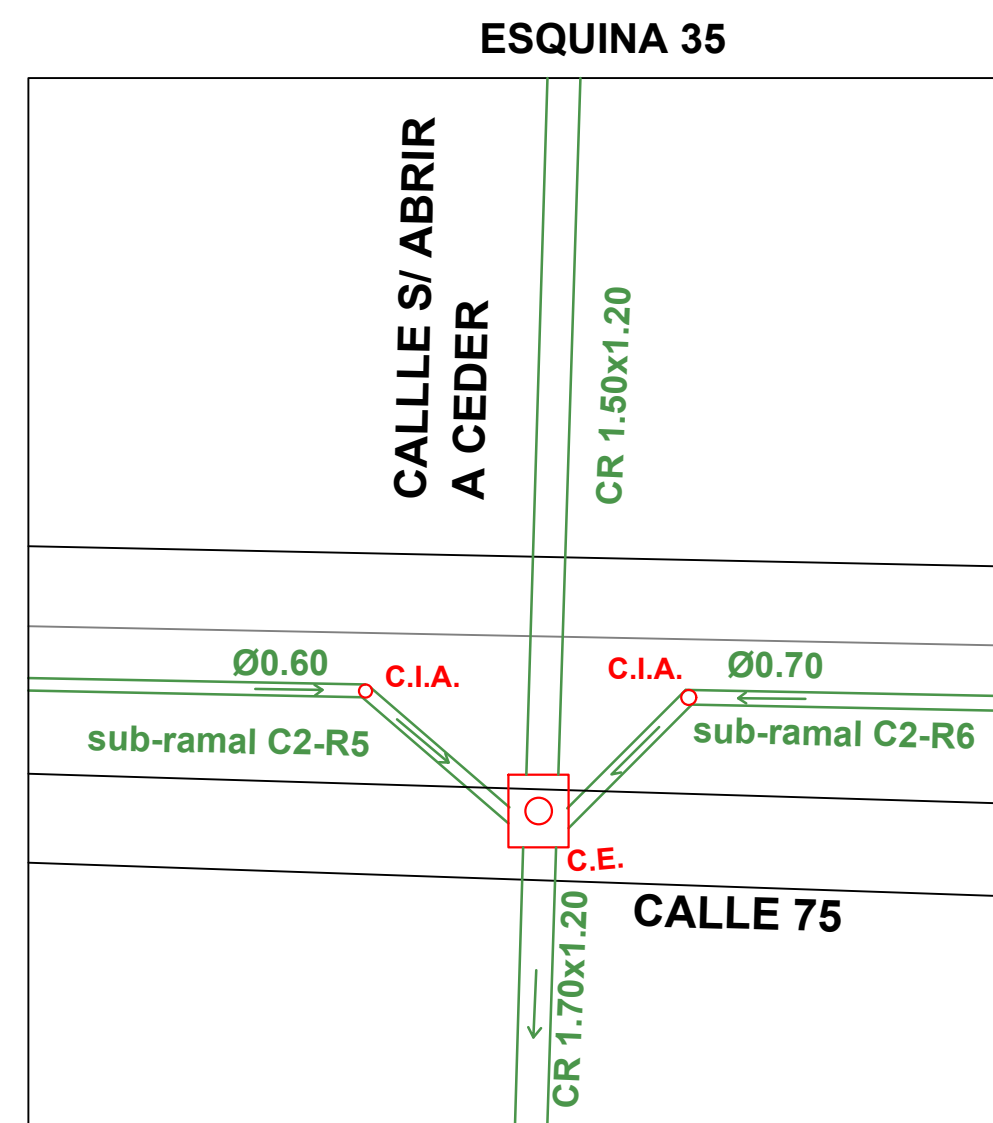 ESQUINA 35
CALLLE S/ ABRIR
A CEDER
CR 1.50x1.20
Ø0.60
C.I.A.
C.I.A.
Ø0.70
sub-ramal C2-R5
sub-ramal C2-R6
C.E.
CALLE 75
CR 1.70x1.20